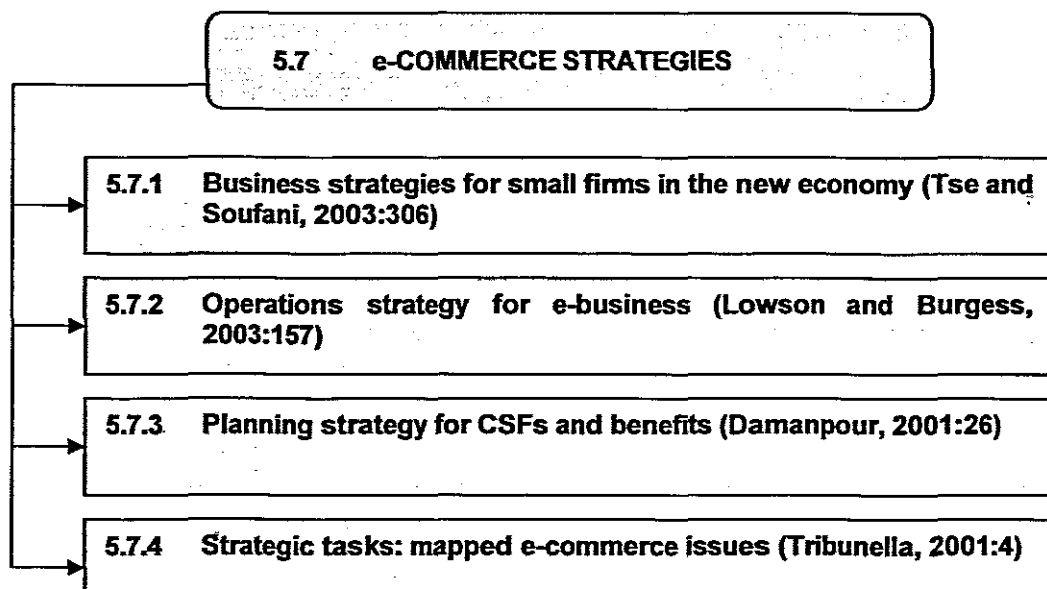 5.7 e-COMMERCE STRATEGIES
5.7.1 Business strategies for small firms in the new economy (Tse and
Soufani, 2003:306)
5.7.2 Operations strategy for e-business (Lowson and Burgess,
2003:157)
5.7.3 Planning strategy for CSFs and benefits (Damanpour, 2001:26)
5.7.4 Strategic tasks: mapped e-commerce issues (Tribunella, 2001:4)